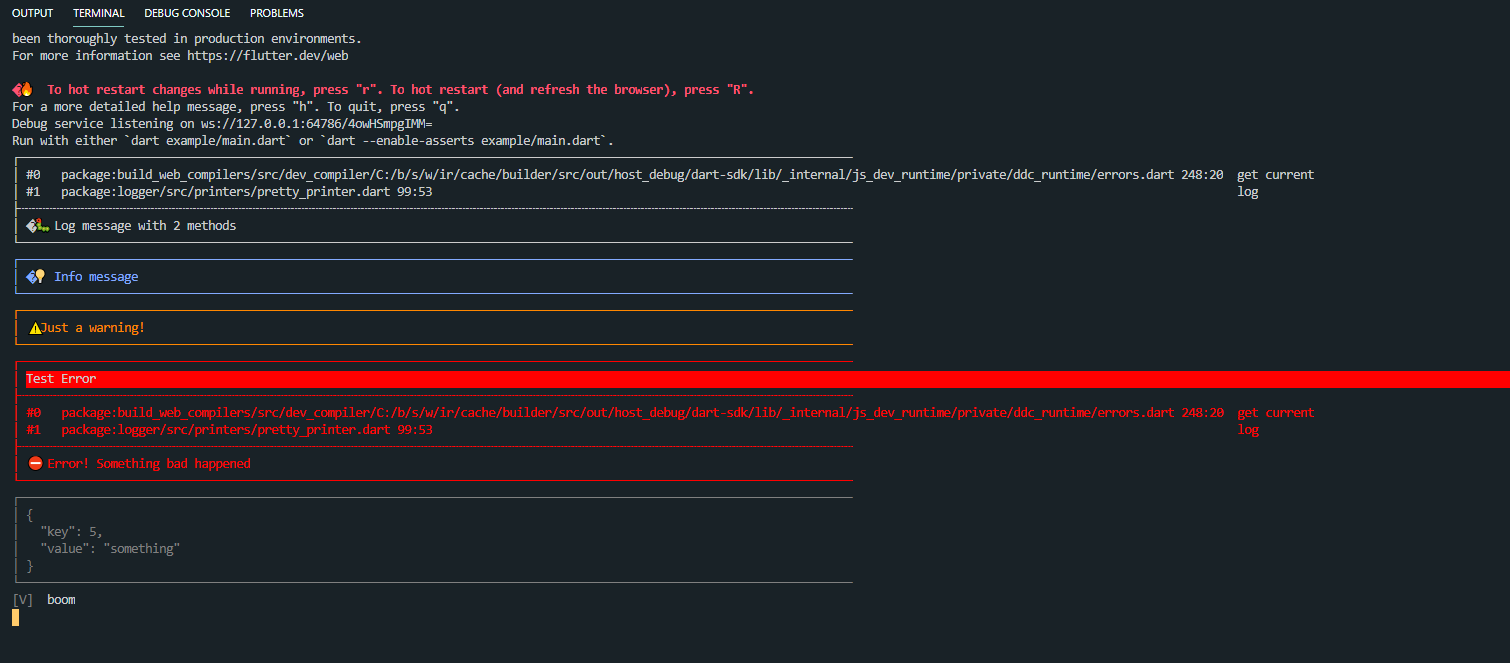 OUTPUT TERMINAL DEBUG CONSOLE PROBLEMS
been thoroughly tested in production environments.
For more information see https://flutter.dev/web
�🔥 To hot restart changes while running, press "r". To hot restart (and refresh the browser), press "R".
For a more detailed help message, press "h". To quit, press "q".
Debug service listening on ws://127.0.0.1:64786/4owHSmpgIMM=
Run with either `dart example/main.dart` or `dart --enable-asserts example/main.dart`.
#0 package:build_web_compilers/src/dev_compiler/C:/b/s/w/ir/cache/builder/src/out/host_debug/dart-sdk/lib/_internal/js_dev_runtime/private/ddc_runtime/errors.dart 248:20 get current
#1 package:logger/src/printers/pretty_printer.dart 99:53 log
�🐛 Log message with 2 methods
�💡 Info message
⚠Just a warning!
Test Error
#0 package:build_web_compilers/src/dev_compiler/C:/b/s/w/ir/cache/builder/src/out/host_debug/dart-sdk/lib/_internal/js_dev_runtime/private/ddc_runtime/errors.dart 248:20 get current
#1 package:logger/src/printers/pretty_printer.dart 99:53 log
⛔ Error! Something bad happened
{
"key": 5,
"value": "something"
}
[V] boom